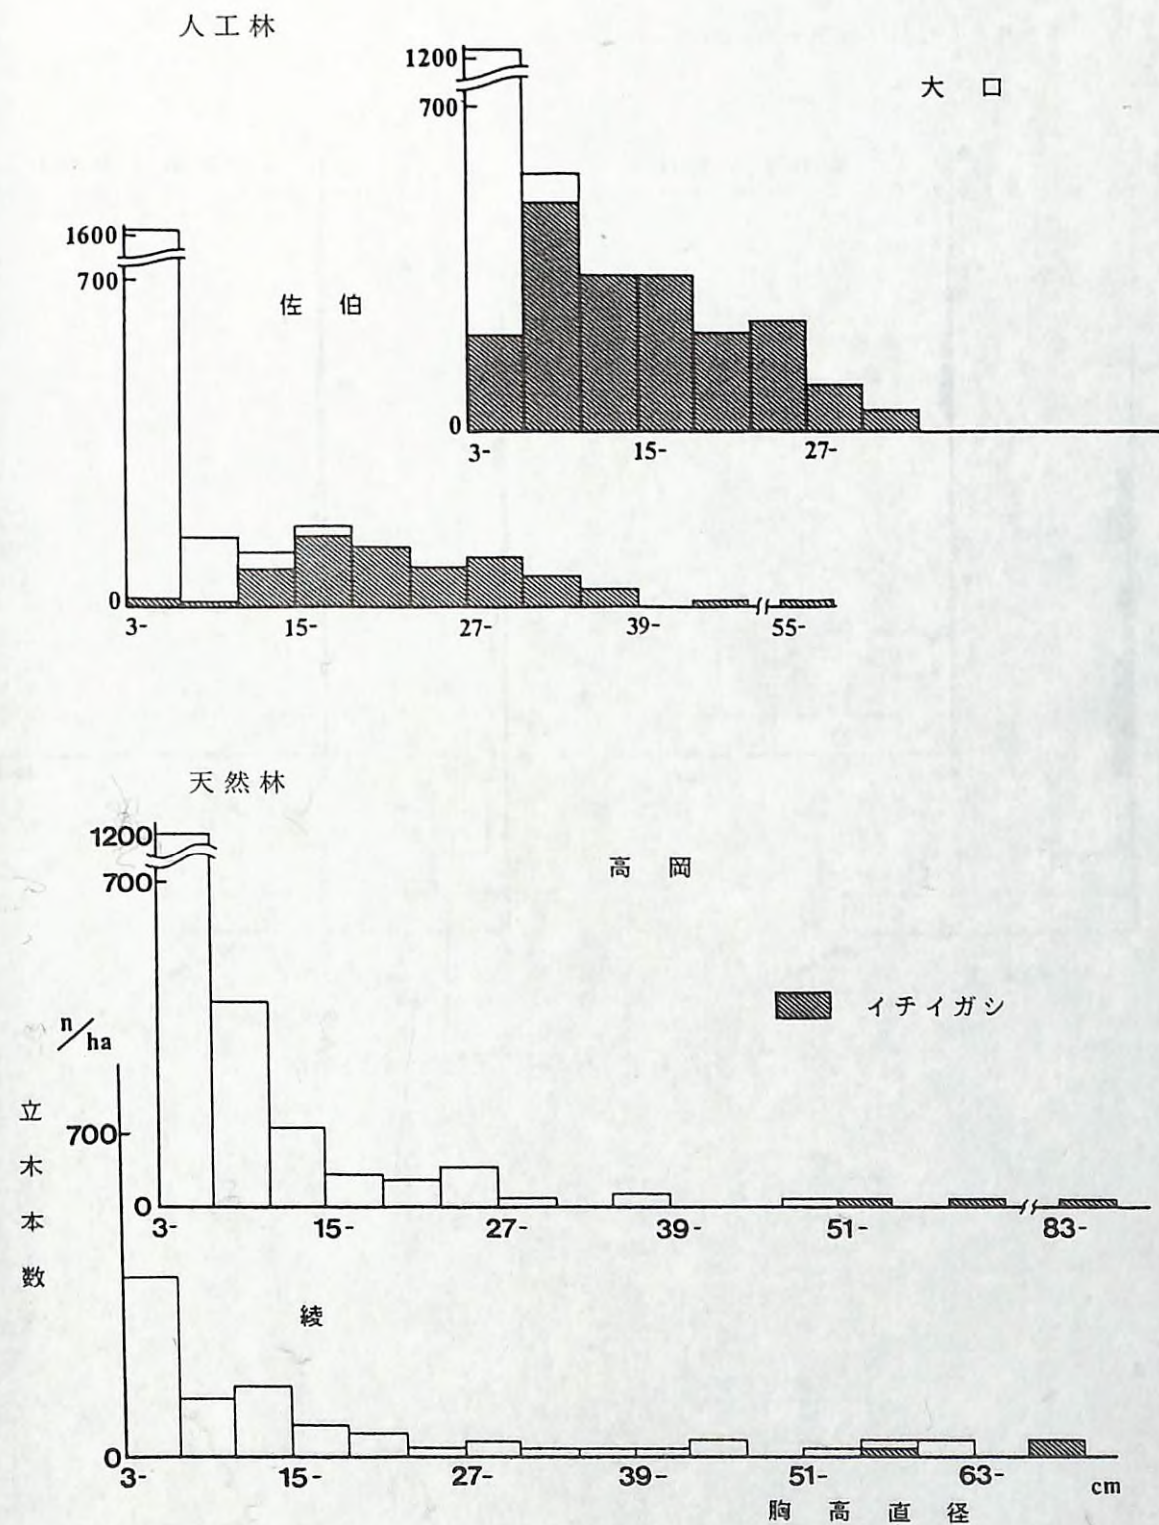 人工林
大口
1200
700
0
3- 15- 27-
佐伯
1600
700
0
3- 15- 27- 39- 55-
天然林
高岡
1200
700
0
3- 15- 27- 39- 51- 83-
イチイガシ
n/ha
立木本数
綾
700
0
3- 15- 27- 39- 51- 63- cm
胸高直径